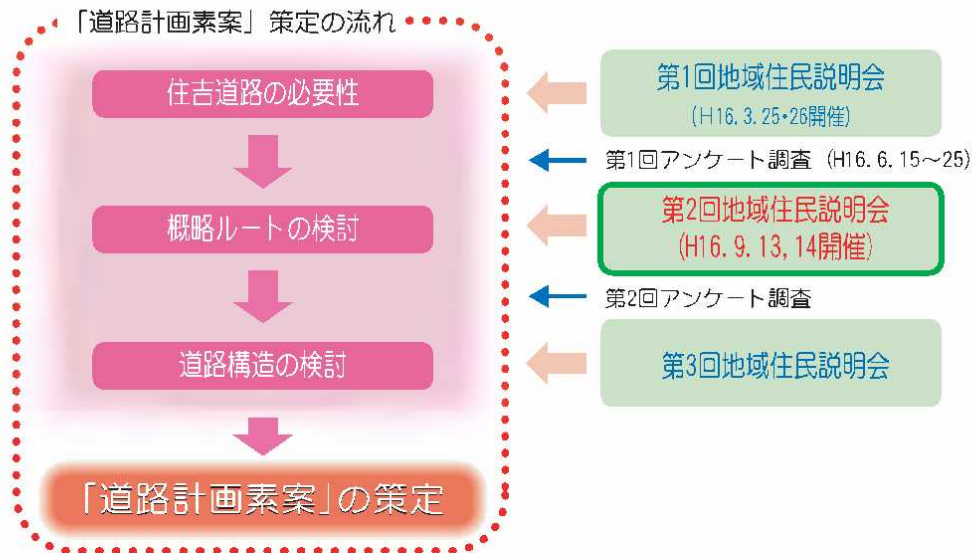 「道路計画素案」策定の流れ
住吉道路の必要性
第1回地域住民説明会
(H16.3.25・26開催)
第1回アンケート調査 (H16.6.15～25)
概略ルートの検討
第2回地域住民説明会
(H16.9.13,14開催)
第2回アンケート調査
道路構造の検討
第3回地域住民説明会
「道路計画素案」の策定